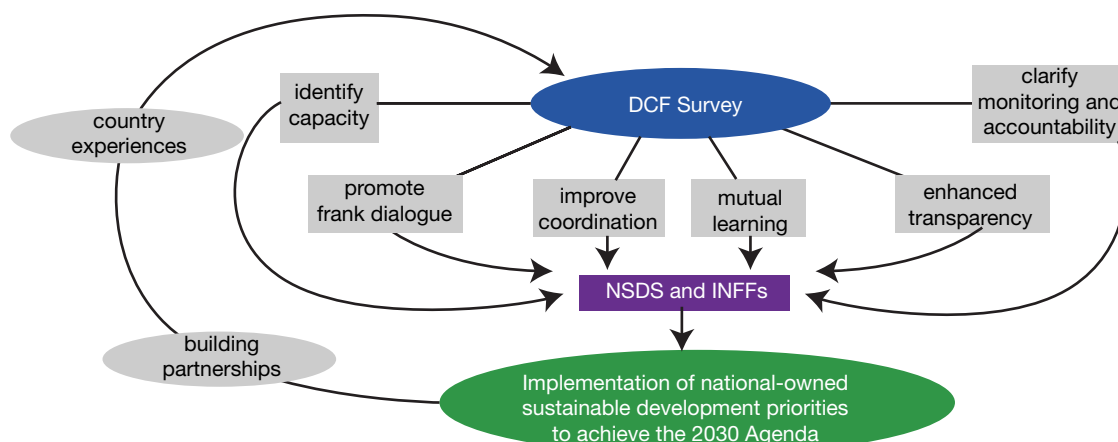 DCF Survey
identify
capacity
clarify
monitoring and
accountability
country
experiences
promote
frank dialogue
improve
coordination
mutual
learning
enhanced
transparency
NSDS and INFFs
building
partnerships
Implementation of national-owned
sustainable development priorities
to achieve the 2030 Agenda